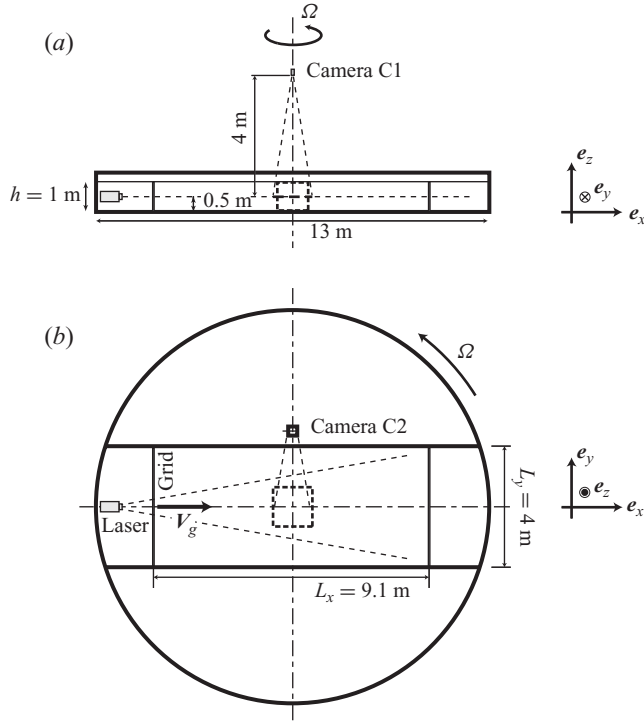 (a)
Ω
Camera C1
4 m
h = 1 m
0.5 m
13 m
e_z
e_y
e_x
(b)
Ω
Camera C2
Grid
Laser
V_g
L_y = 4 m
L_x = 9.1 m
e_y
e_z
e_x